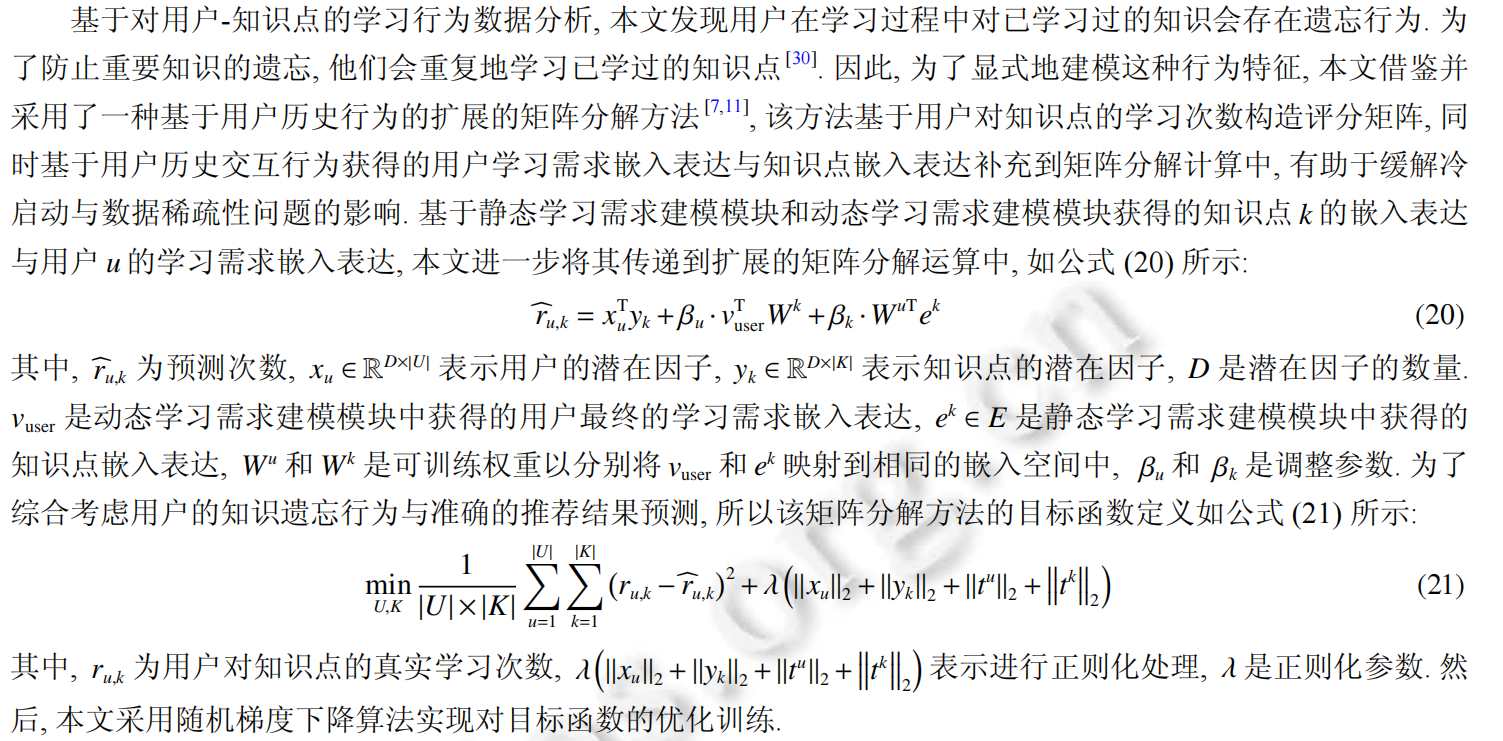 基于对用户-知识点的学习行为数据分析, 本文发现用户在学习过程中对已学习过的知识会存在遗忘行为. 为
了防止重要知识的遗忘, 他们会重复地学习已学过的知识点[30]. 因此, 为了显式地建模这种行为特征, 本文借鉴并
采用了一种基于用户历史行为的扩展的矩阵分解方法[7,11], 该方法基于用户对知识点的学习次数构造评分矩阵, 同
时基于用户历史交互行为获得的用户学习需求嵌入表达与知识点嵌入表达补充到矩阵分解计算中, 有助于缓解冷
启动与数据稀疏性问题的影响. 基于静态学习需求建模模块和动态学习需求建模模块获得的知识点 k 的嵌入表达
与用户 u 的学习需求嵌入表达, 本文进一步将其传递到扩展的矩阵分解运算中, 如公式 (20) 所示:
$\widehat{r}_{u,k} = x_u^{\mathrm{T}} y_k + \beta_u \cdot v_{\mathrm{user}}^{\mathrm{T}} W^k + \beta_k \cdot W^{u\mathrm{T}} e^k$ (20)
其中, $\widehat{r}_{u,k}$ 为预测次数, $x_u \in \mathbb{R}^{D \times |U|}$ 表示用户的潜在因子, $y_k \in \mathbb{R}^{D \times |K|}$ 表示知识点的潜在因子, $D$ 是潜在因子的数量.
$v_{\mathrm{user}}$ 是动态学习需求建模模块中获得的用户最终的学习需求嵌入表达, $e^k \in E$ 是静态学习需求建模模块中获得的
知识点嵌入表达, $W^u$ 和 $W^k$ 是可训练权重以分别将 $v_{\mathrm{user}}$ 和 $e^k$ 映射到相同的嵌入空间中, $\beta_u$ 和 $\beta_k$ 是调整参数. 为了
综合考虑用户的知识遗忘行为与准确的推荐结果预测, 所以该矩阵分解方法的目标函数定义如公式 (21) 所示:
$\min_{U,K} \frac{1}{|U| \times |K|} \sum_{u=1}^{|U|} \sum_{k=1}^{|K|} (r_{u,k} - \widehat{r}_{u,k})^2 + \lambda \left( \|x_u\|_2 + \|y_k\|_2 + \|t^u\|_2 + \|t^k\|_2 \right)$ (21)
其中, $r_{u,k}$ 为用户对知识点的真实学习次数, $\lambda \left( \|x_u\|_2 + \|y_k\|_2 + \|t^u\|_2 + \|t^k\|_2 \right)$ 表示进行正则化处理, $\lambda$ 是正则化参数. 然
后, 本文采用随机梯度下降算法实现对目标函数的优化训练.
s.org.cn